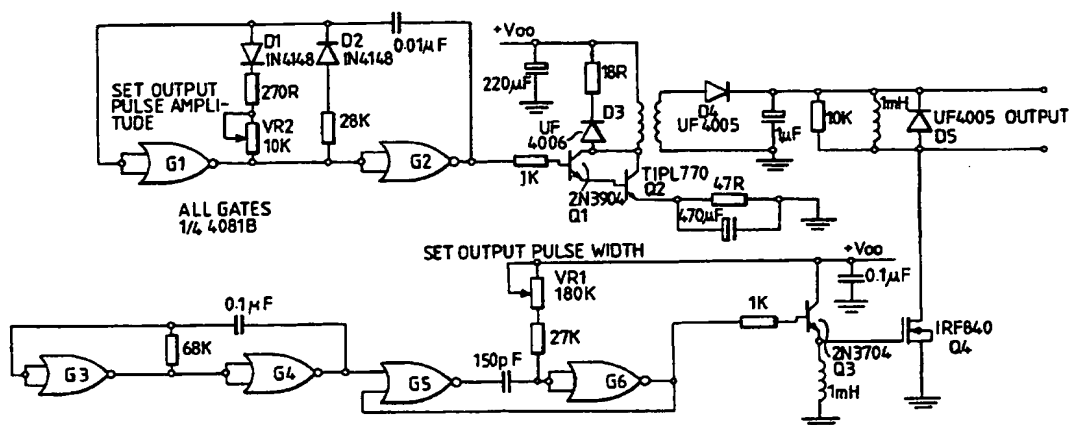 D1
1N4148
D2
1N4148
0.01µF
SET OUTPUT
PULSE AMPLI-
TUDE
270R
VR2
10K
28K
G1
G2
ALL GATES
1/4 4081B
+Voo
220µF
18R
D3
UF
4006
1K
2N3904
Q1
TIPL770
Q2
47R
470µF
D4
UF4005
1µF
10K
1mH
UF4005 OUTPUT
D5
SET OUTPUT PULSE WIDTH
VR1
180K
27K
150pF
0.1µF
68K
G3
G4
G5
G6
1K
+Voo
0.1µF
2N3704
Q3
1mH
IRF840
Q4